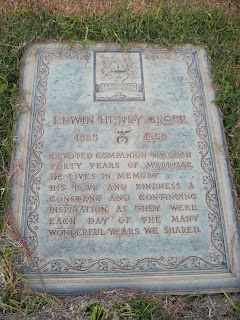 EDWIN HENRY GROSE
DEVOTED COMPANION THROUGH
FORTY YEARS OF MARRIAGE
HE LIVES IN MEMORY
HIS LOVE AND KINDNESS A
CONSTANT AND CONTINUING
INSPIRATION, AS THEY WERE
EACH DAY OF THE MANY
WONDERFUL YEARS WE SHARED.